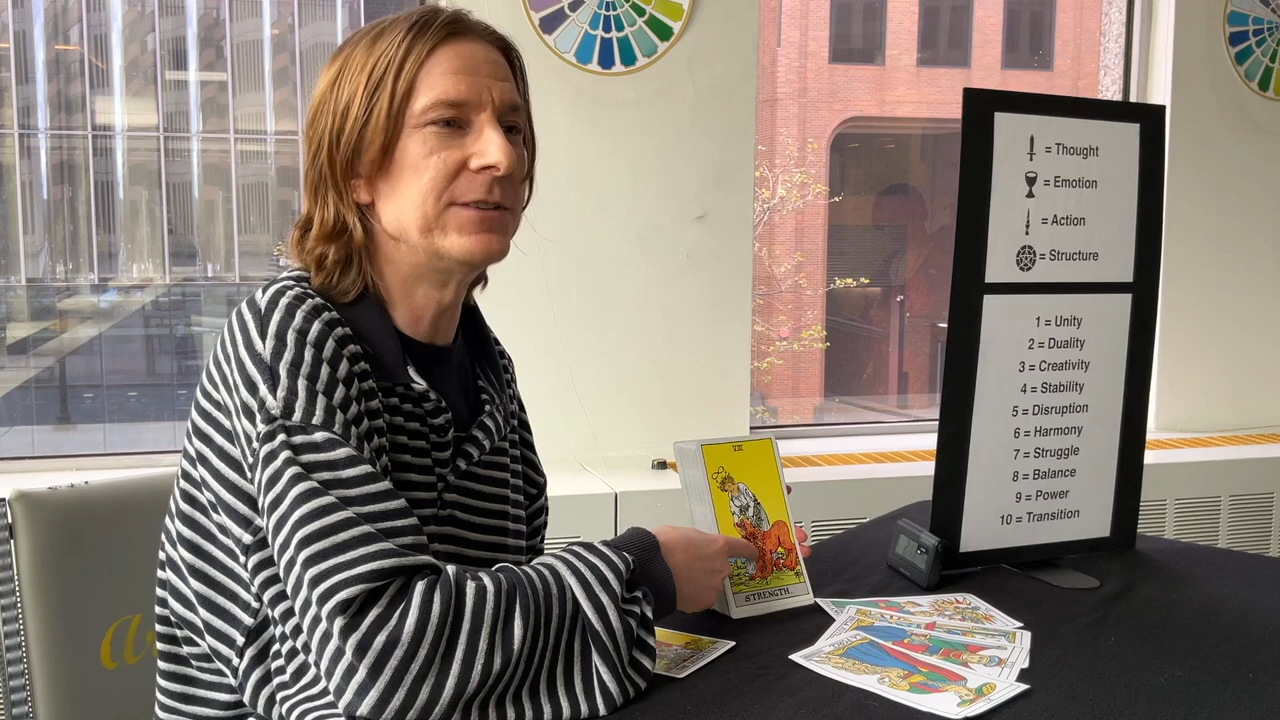 = Thought
= Emotion
= Action
= Structure
1 = Unity
2 = Duality
3 = Creativity
4 = Stability
5 = Disruption
6 = Harmony
7 = Struggle
8 = Balance
9 = Power
10 = Transition
VIII
STRENGTH.